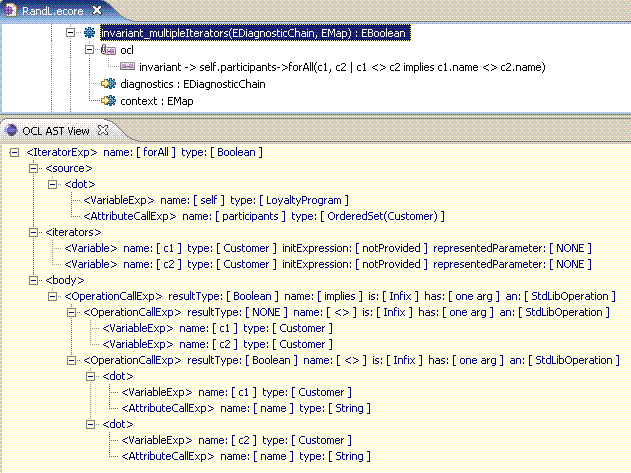 RandL.ecore
invariant_multipleIterators(EDiagnosticChain, EMap) : EBoolean
ocl
invariant -> self.participants->forAll(c1, c2 | c1 <> c2 implies c1.name <> c2.name)
diagnostics : EDiagnosticChain
context : EMap
OCL AST View
<IteratorExp> name: [ forAll ] type: [ Boolean ]
<source>
<dot>
<VariableExp> name: [ self ] type: [ LoyaltyProgram ]
<AttributeCallExp> name: [ participants ] type: [ OrderedSet(Customer) ]
<iterators>
<Variable> name: [ c1 ] type: [ Customer ] initExpression: [ notProvided ] representedParameter: [ NONE ]
<Variable> name: [ c2 ] type: [ Customer ] initExpression: [ notProvided ] representedParameter: [ NONE ]
<body>
<OperationCallExp> resultType: [ Boolean ] name: [ implies ] is: [ Infix ] has: [ one arg ] an: [ StdLibOperation ]
<OperationCallExp> resultType: [ NONE ] name: [ <> ] is: [ Infix ] has: [ one arg ] an: [ StdLibOperation ]
<VariableExp> name: [ c1 ] type: [ Customer ]
<VariableExp> name: [ c2 ] type: [ Customer ]
<OperationCallExp> resultType: [ Boolean ] name: [ <> ] is: [ Infix ] has: [ one arg ] an: [ StdLibOperation ]
<dot>
<VariableExp> name: [ c1 ] type: [ Customer ]
<AttributeCallExp> name: [ name ] type: [ String ]
<dot>
<VariableExp> name: [ c2 ] type: [ Customer ]
<AttributeCallExp> name: [ name ] type: [ String ]